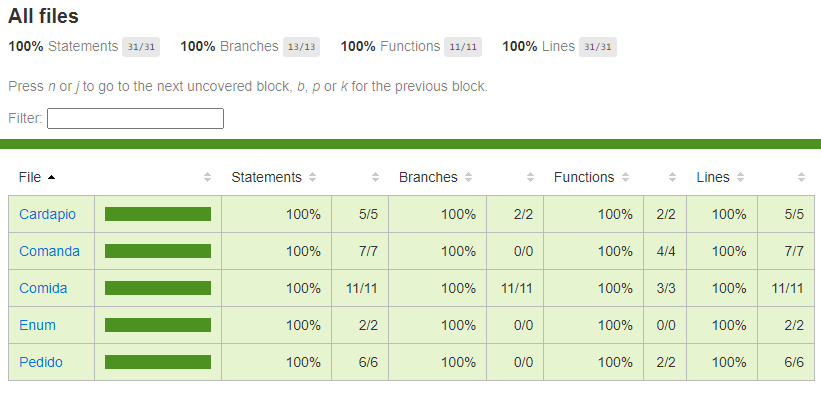 All files
100% Statements 31/31 100% Branches 13/13 100% Functions 11/11 100% Lines 31/31
Press n or j to go to the next uncovered block, b, p or k for the previous block.
Filter:
File Statements Branches Functions Lines
Cardapio 100% 5/5 100% 2/2 100% 2/2 100% 5/5
Comanda 100% 7/7 100% 0/0 100% 4/4 100% 7/7
Comida 100% 11/11 100% 11/11 100% 3/3 100% 11/11
Enum 100% 2/2 100% 0/0 100% 0/0 100% 2/2
Pedido 100% 6/6 100% 0/0 100% 2/2 100% 6/6